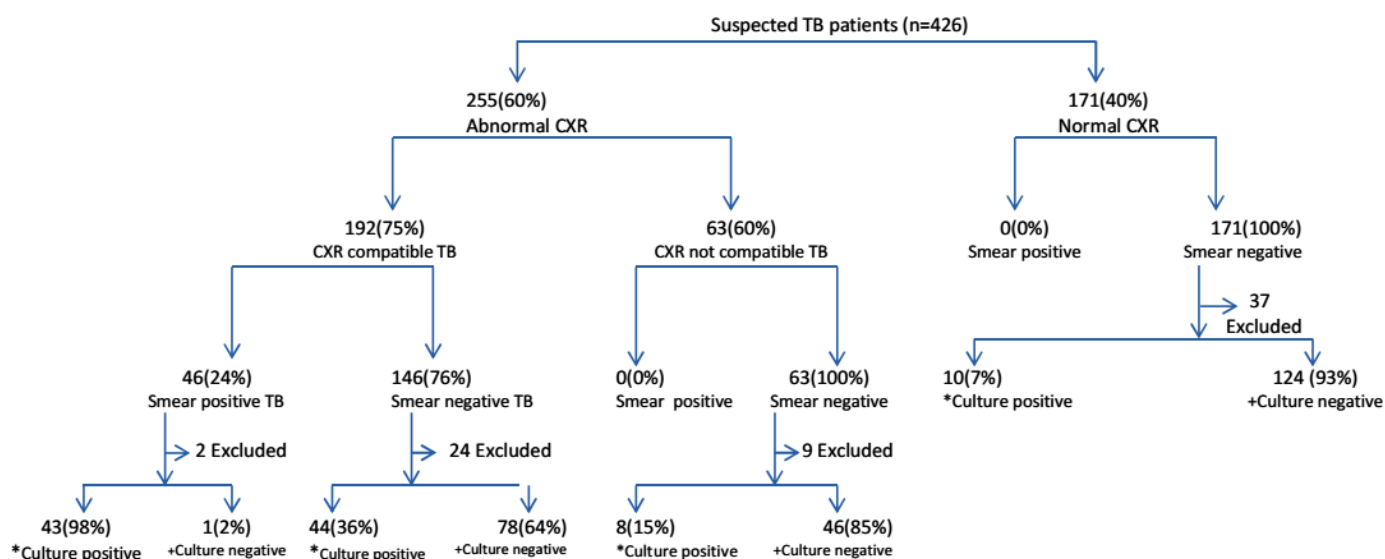 Suspected TB patients (n=426)
255(60%)
Abnormal CXR
171(40%)
Normal CXR
192(75%)
CXR compatible TB
63(60%)
CXR not compatible TB
0(0%)
Smear positive
171(100%)
Smear negative
37
Excluded
46(24%)
Smear positive TB
146(76%)
Smear negative TB
0(0%)
Smear positive
63(100%)
Smear negative
10(7%)
*Culture positive
124 (93%)
+Culture negative
2 Excluded
24 Excluded
9 Excluded
43(98%)
*Culture positive
1(2%)
+Culture negative
44(36%)
*Culture positive
78(64%)
+Culture negative
8(15%)
*Culture positive
46(85%)
+Culture negative